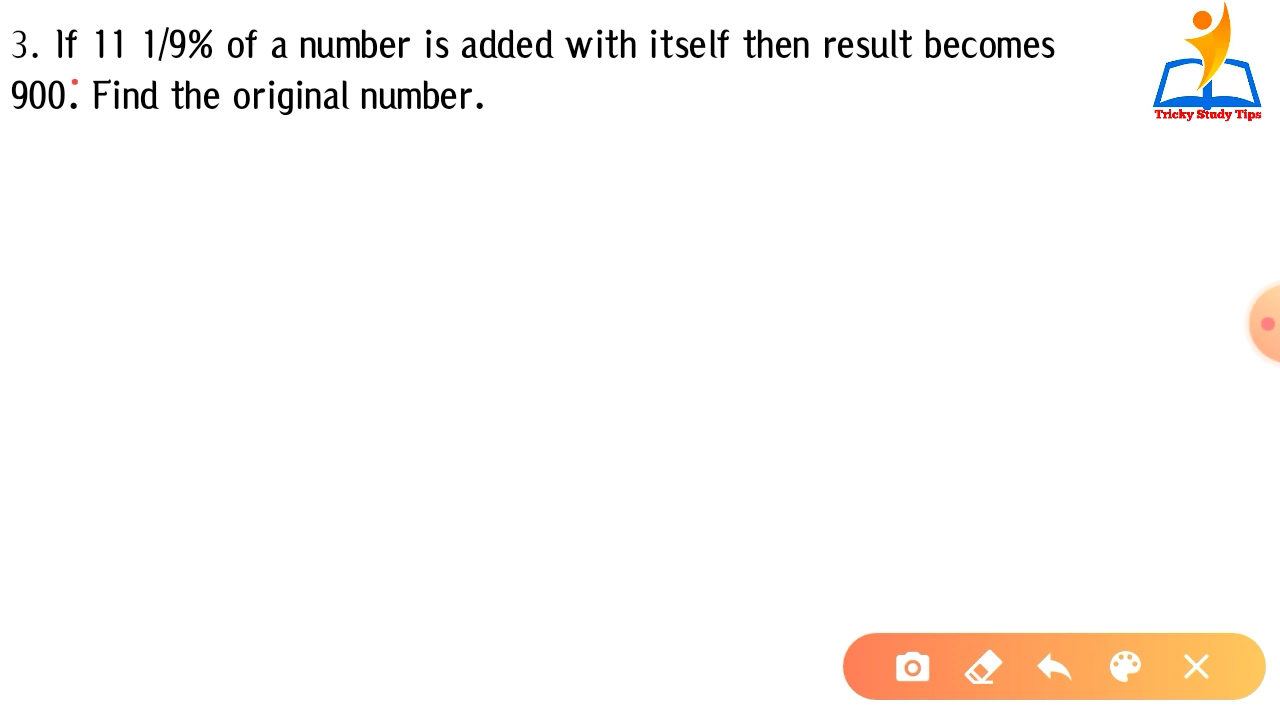 3. If 11 1/9% of a number is added with itself then result becomes
900. Find the original number.
Tricky Study Tips